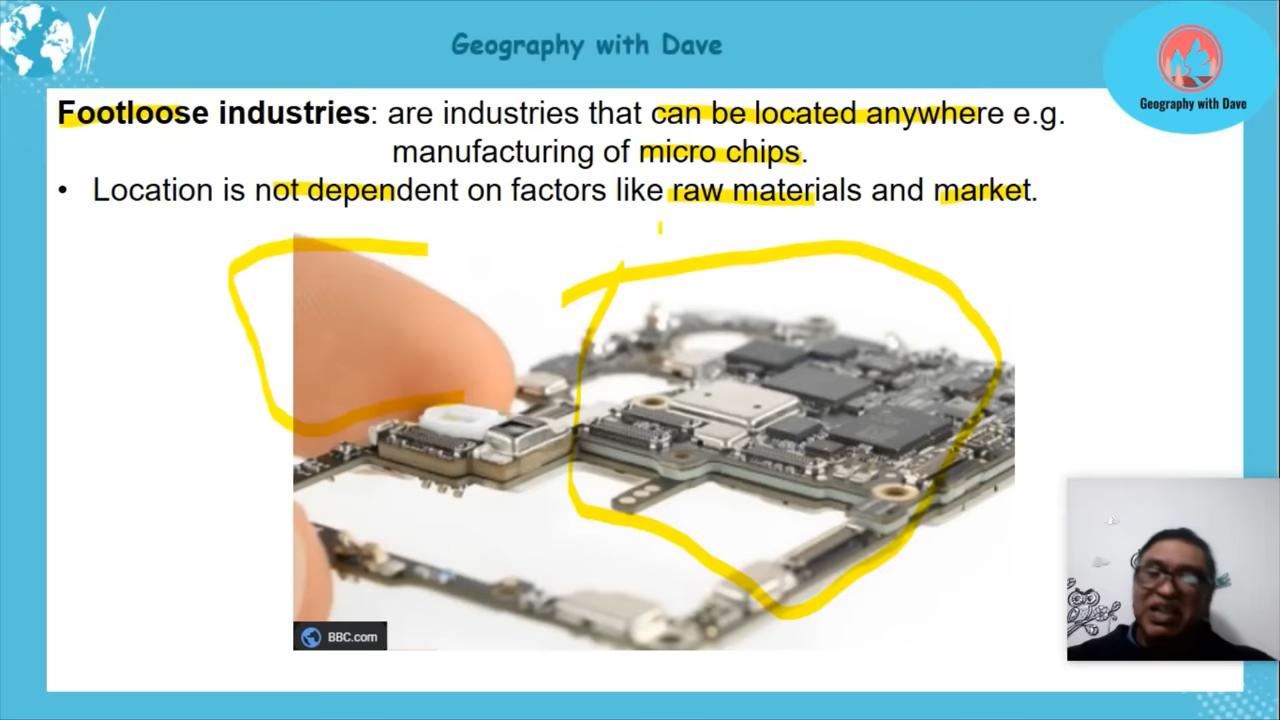 Geography with Dave
Geography with Dave
Footloose industries: are industries that can be located anywhere e.g.
manufacturing of micro chips.
• Location is not dependent on factors like raw materials and market.
BBC.com